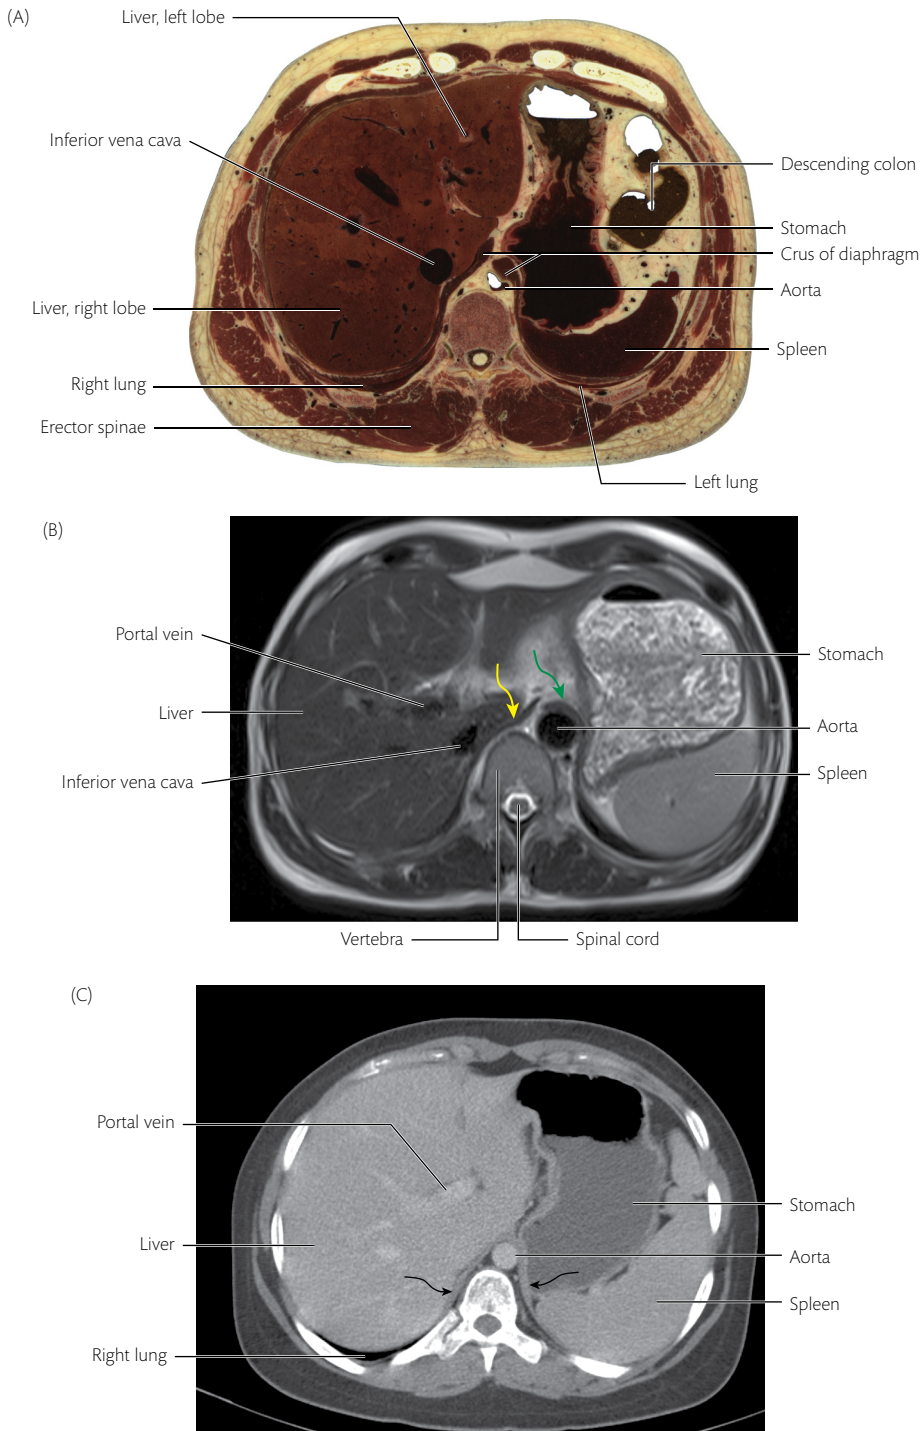 (A)
Liver, left lobe
Inferior vena cava
Descending colon
Stomach
Crus of diaphragm
Aorta
Liver, right lobe
Spleen
Right lung
Erector spinae
Left lung
(B)
Portal vein
Stomach
Liver
Aorta
Spleen
Inferior vena cava
Vertebra
Spinal cord
(C)
Portal vein
Stomach
Liver
Aorta
Spleen
Right lung